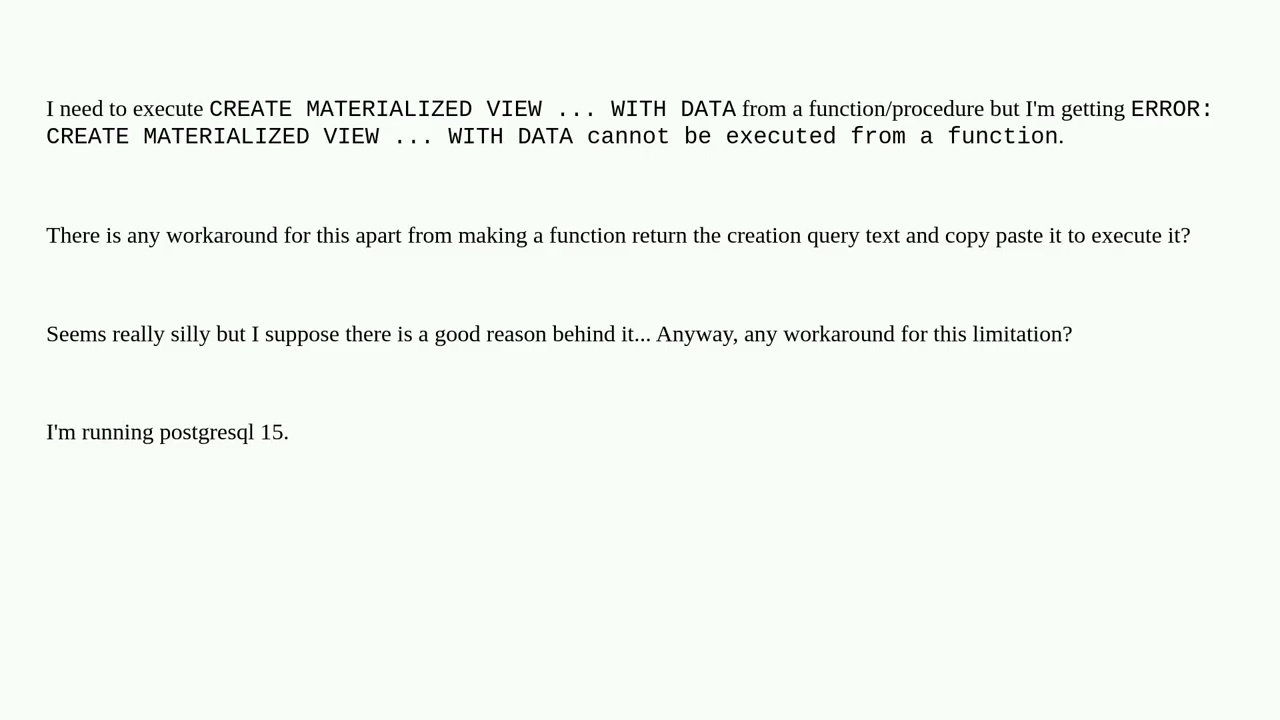 I need to execute CREATE MATERIALIZED VIEW ... WITH DATA from a function/procedure but I'm getting ERROR:
CREATE MATERIALIZED VIEW ... WITH DATA cannot be executed from a function.
There is any workaround for this apart from making a function return the creation query text and copy paste it to execute it?
Seems really silly but I suppose there is a good reason behind it... Anyway, any workaround for this limitation?
I'm running postgresql 15.